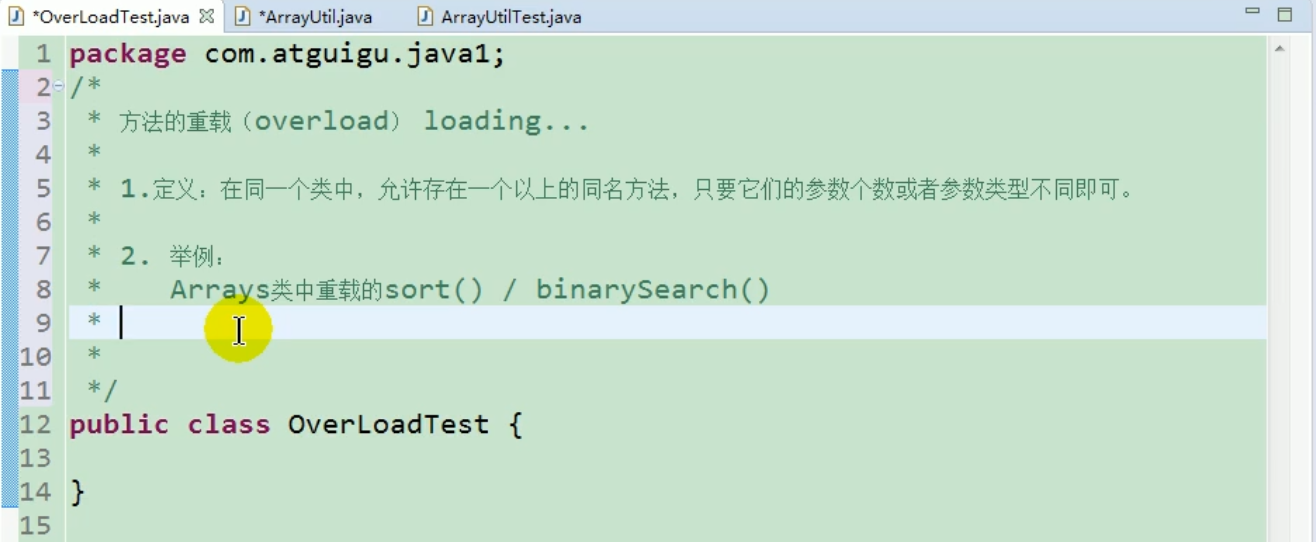 *OverLoadTest.java *ArrayUtil.java ArrayUtilTest.java
1 package com.atguigu.java1;
2 /*
3 * 方法的重载（overload） loading...
4 *
5 * 1.定义：在同一个类中，允许存在一个以上的同名方法，只要它们的参数个数或者参数类型不同即可。
6 *
7 * 2. 举例：
8 * Arrays类中重载的sort() / binarySearch()
9 *
10 *
11 */
12 public class OverLoadTest {
13
14 }
15